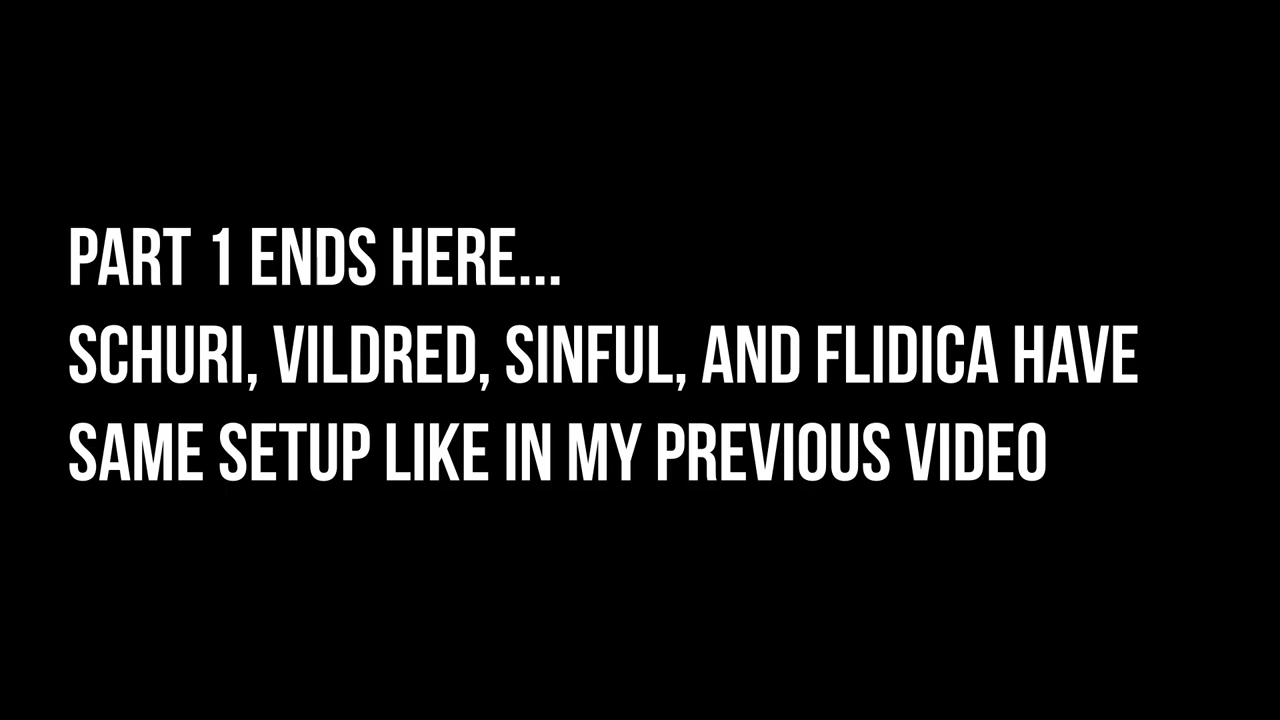 PART 1 ENDS HERE...
SCHURI, VILDRED, SINFUL, AND FLIDICA HAVE
SAME SETUP LIKE IN MY PREVIOUS VIDEO